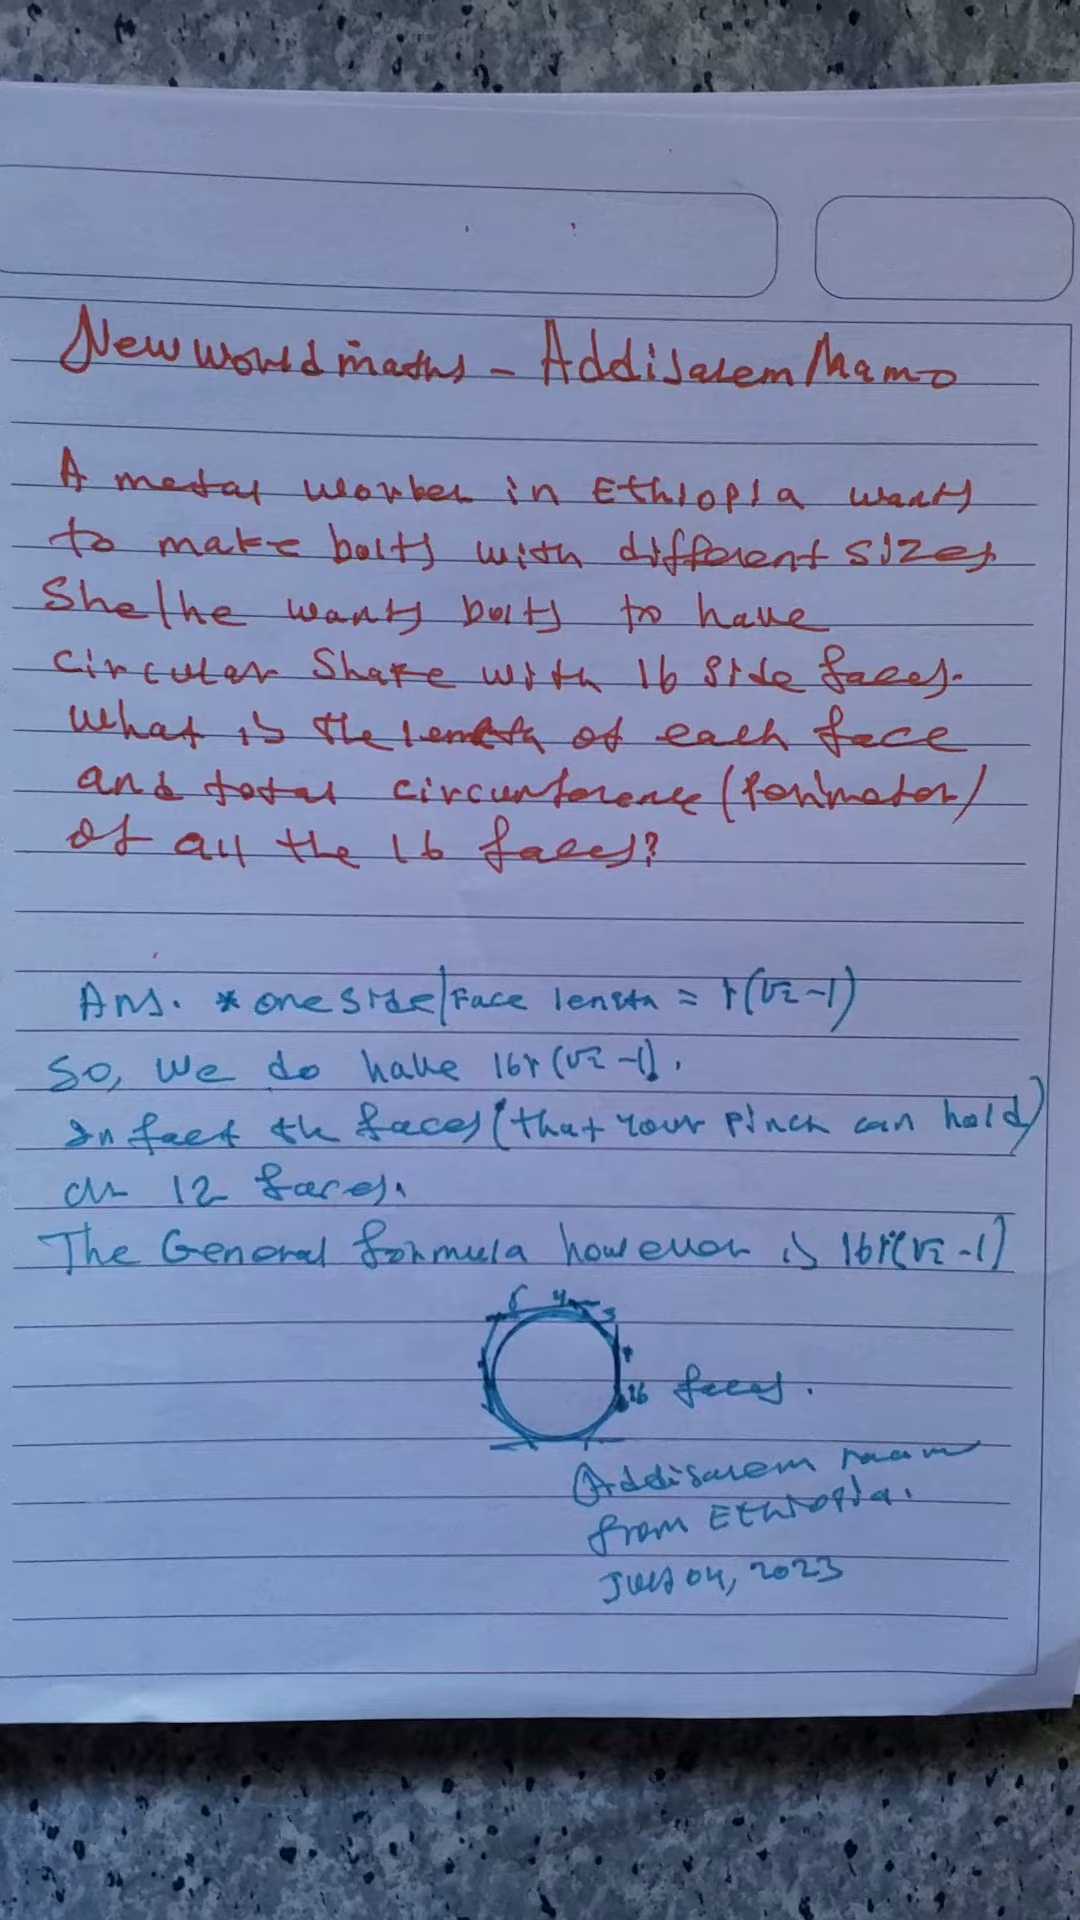 New world maths - Addisalem Mamo
A metal worker in Ethiopia wants
to make bolts with different sizes
She/he wants bolts to have
circular Shape with 16 side faces.
What is the length of each face
and total circumference (Perimeter)
of all the 16 faces?
Ans. * one side/Face length = r(√2-1)
So, we do have 16r(√2-1).
In fact the faces (that your pinch can hold)
are 12 faces.
The General formula however is 16r(√2-1)
16 faces.
Addisalem
from Ethiopia.
July 04, 2023